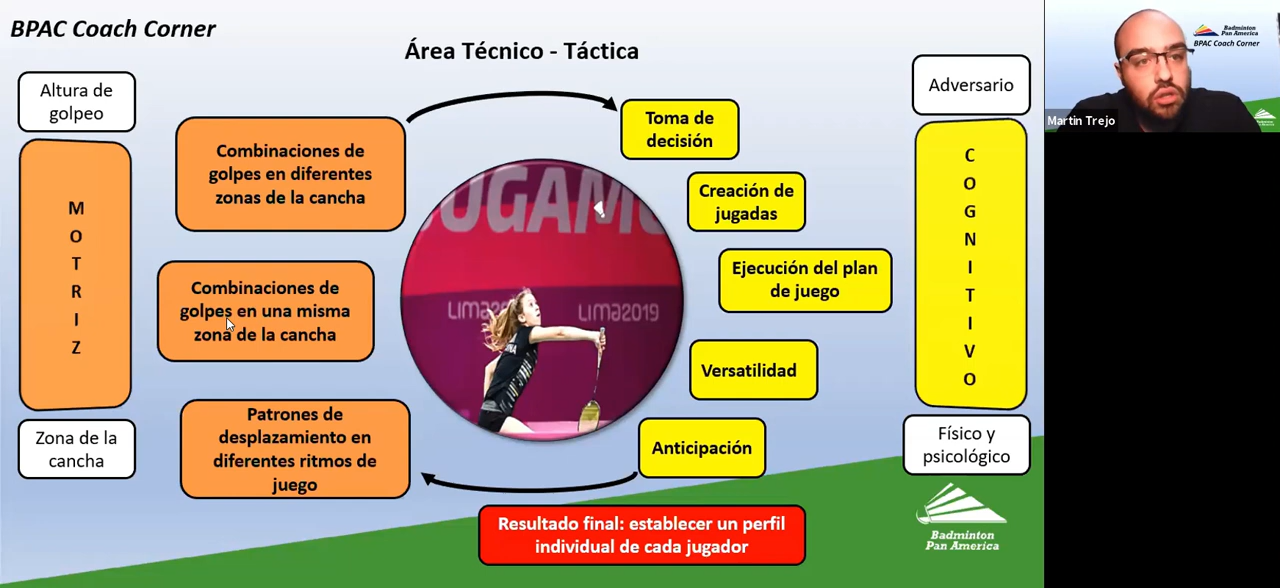 BPAC Coach Corner
Área Técnico - Táctica
Altura de
golpeo
M
O
T
R
I
Z
Zona de la
cancha
Combinaciones de
golpes en diferentes
zonas de la cancha
Combinaciones de
golpes en una misma
zona de la cancha
Patrones de
desplazamiento en
diferentes ritmos de
juego
LIMA2019
Toma de
decisión
Creación de
jugadas
Ejecución del plan
de juego
Versatilidad
Anticipación
Resultado final: establecer un perfil
individual de cada jugador
Adversario
C
O
G
N
I
T
I
V
O
Físico y
psicológico
Badminton
Pan America
Badminton
Pan America
BPAC Coach Corner
Martin Trejo